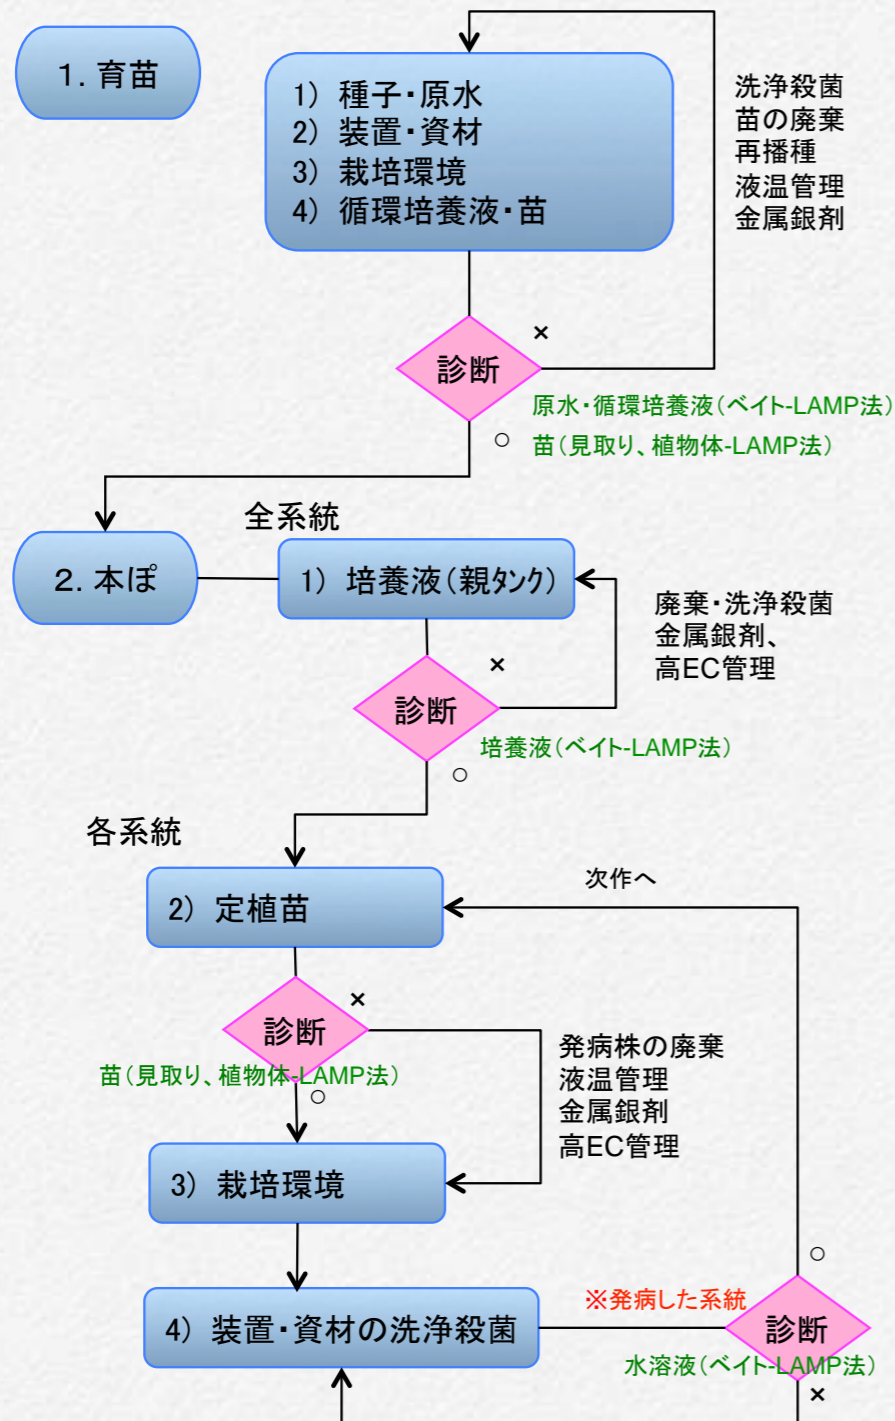 1. 育苗
1) 種子・原水
2) 装置・資材
3) 栽培環境
4) 循環培養液・苗
洗浄殺菌
苗の廃棄
再播種
液温管理
金属銀剤
×
診断
原水・循環培養液(ベイト-LAMP法)
○
苗(見取り、植物体-LAMP法)
全系統
2. 本ぽ
1) 培養液(親タンク)
廃棄・洗浄殺菌
金属銀剤、
高EC管理
×
診断
培養液(ベイト-LAMP法)
○
各系統
次作へ
2) 定植苗
×
診断
発病株の廃棄
液温管理
金属銀剤
高EC管理
苗(見取り、植物体-LAMP法)
○
3) 栽培環境
○
※発病した系統
4) 装置・資材の洗浄殺菌
診断
水溶液(ベイト-LAMP法)
×